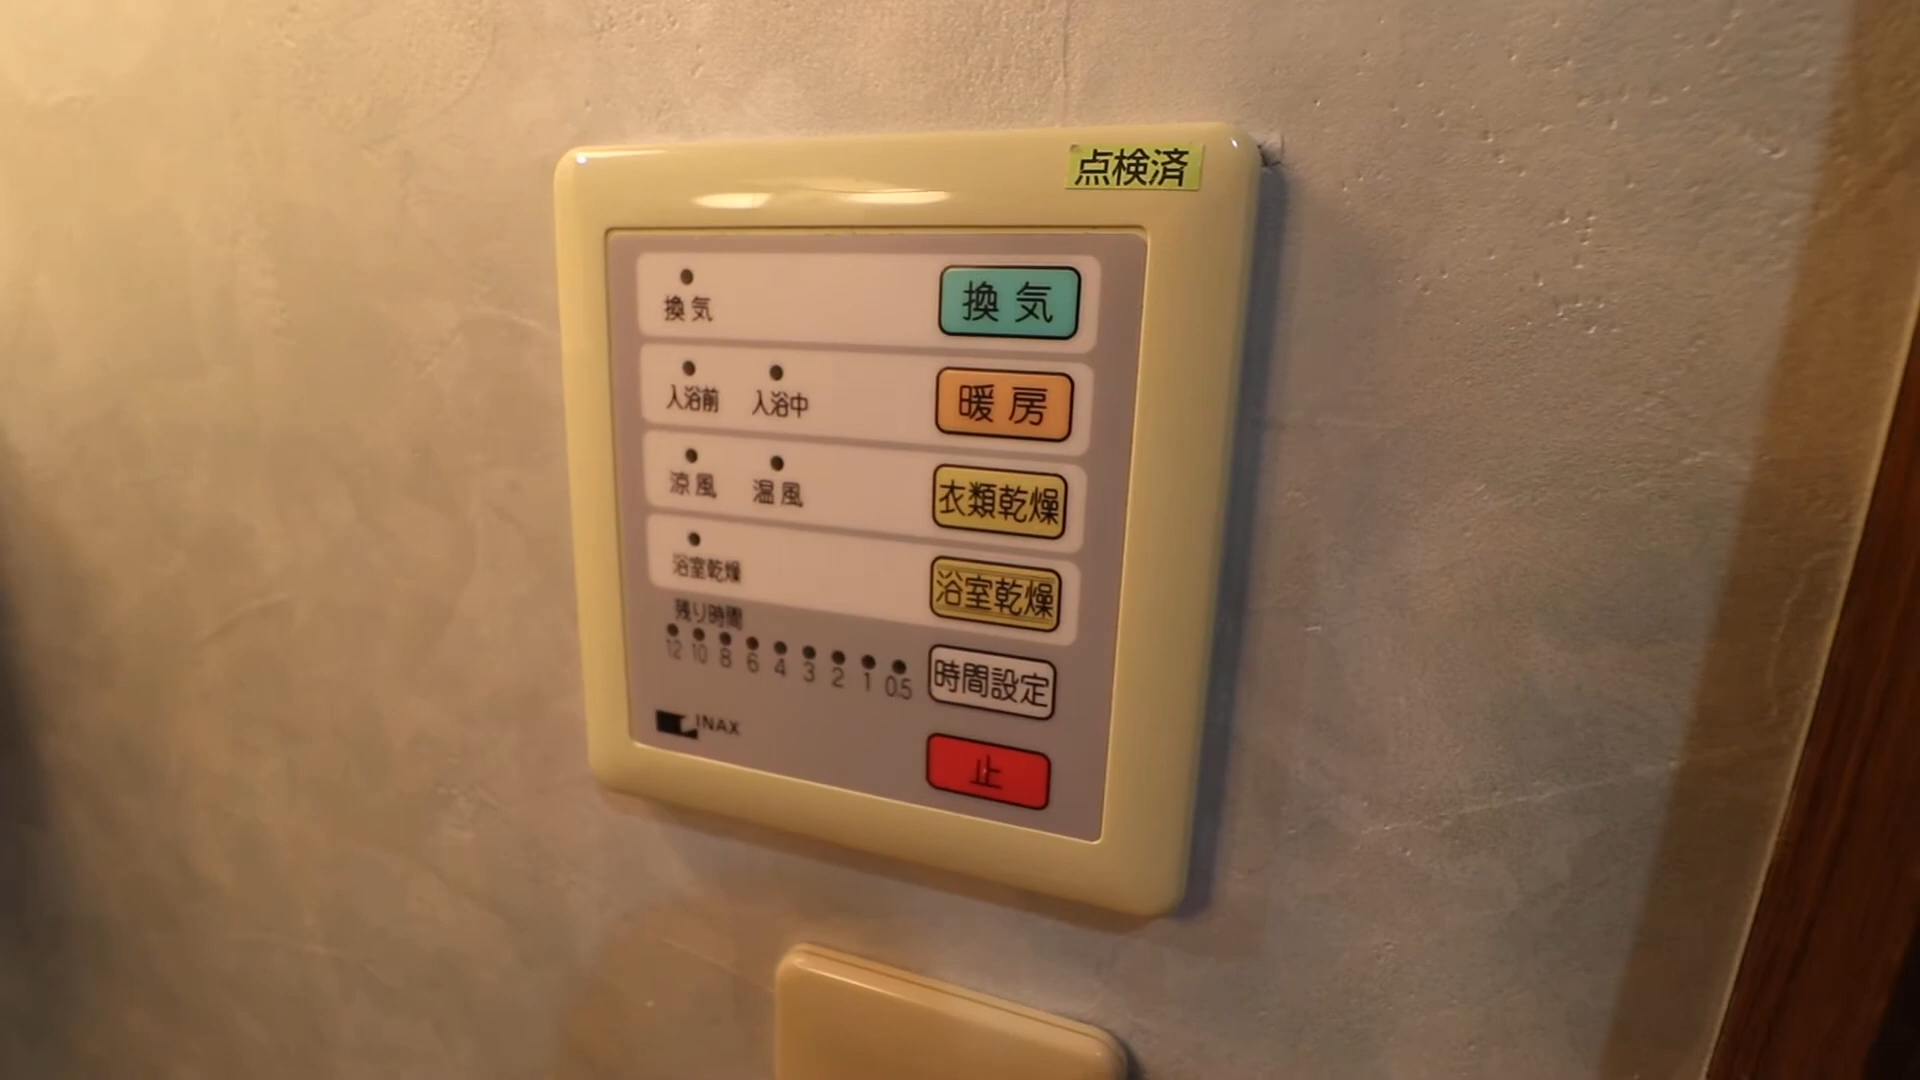 点検済
換気
換気
入浴前 入浴中
暖房
涼風 温風
衣類乾燥
浴室乾燥
浴室乾燥
残り時間
12 10 8 6 4 3 2 1 0.5
時間設定
INAX
止